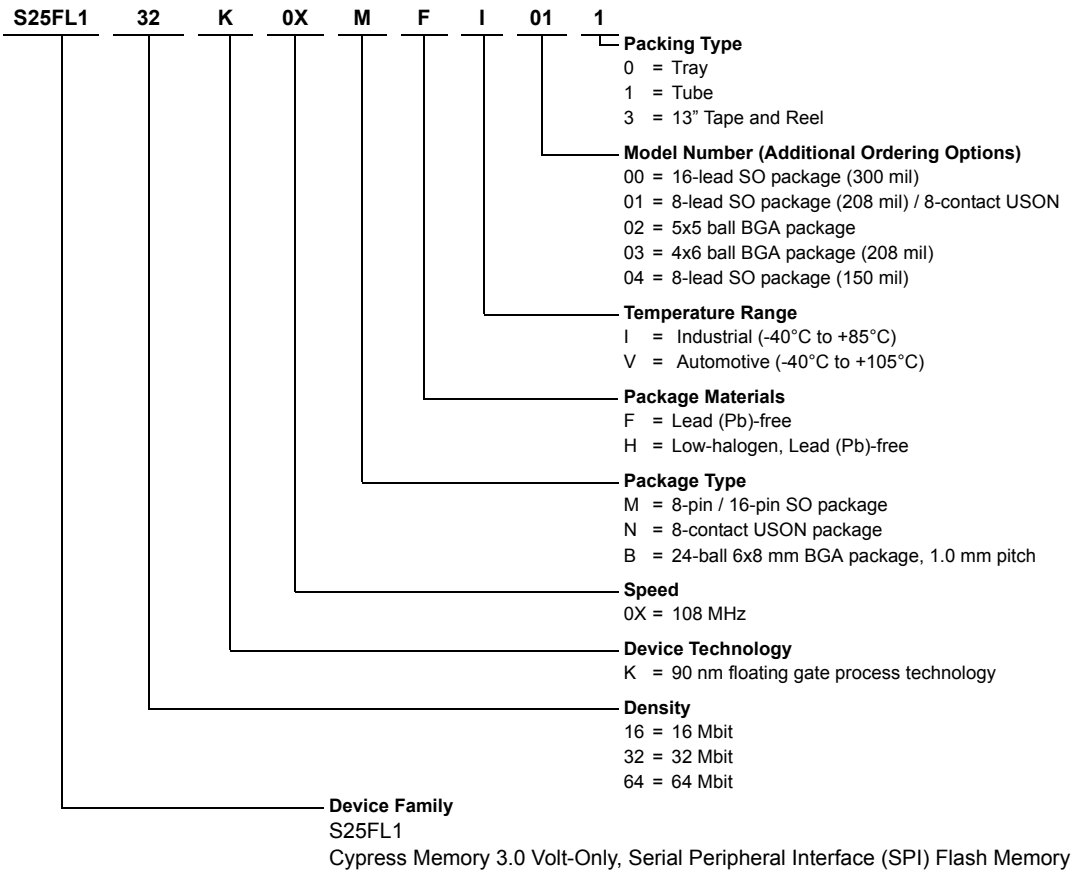 S25FL1 32 K 0X M F I 01 1
Packing Type
0 = Tray
1 = Tube
3 = 13” Tape and Reel
Model Number (Additional Ordering Options)
00 = 16-lead SO package (300 mil)
01 = 8-lead SO package (208 mil) / 8-contact USON
02 = 5x5 ball BGA package
03 = 4x6 ball BGA package (208 mil)
04 = 8-lead SO package (150 mil)
Temperature Range
I = Industrial (-40°C to +85°C)
V = Automotive (-40°C to +105°C)
Package Materials
F = Lead (Pb)-free
H = Low-halogen, Lead (Pb)-free
Package Type
M = 8-pin / 16-pin SO package
N = 8-contact USON package
B = 24-ball 6x8 mm BGA package, 1.0 mm pitch
Speed
0X = 108 MHz
Device Technology
K = 90 nm floating gate process technology
Density
16 = 16 Mbit
32 = 32 Mbit
64 = 64 Mbit
Device Family
S25FL1
Cypress Memory 3.0 Volt-Only, Serial Peripheral Interface (SPI) Flash Memory